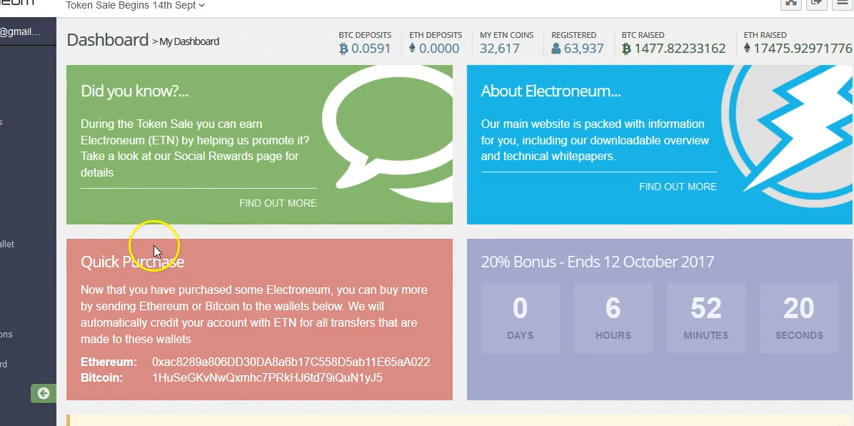 Token Sale Begins 14th Sept
@gmail...
Dashboard > My Dashboard
BTC DEPOSITS
0.0591
ETH DEPOSITS
0.0000
MY ETN COINS
32,617
REGISTERED
63,937
BTC RAISED
1477.82233162
ETH RAISED
17475.92971776
Did you know?...
During the Token Sale you can earn
Electroneum (ETN) by helping us promote it?
Take a look at our Social Rewards page for
details
FIND OUT MORE
About Electroneum...
Our main website is packed with information
for you, including our downloadable overview
and technical whitepapers.
FIND OUT MORE
Quick Purchase
Now that you have purchased some Electroneum, you can buy more
by sending Ethereum or Bitcoin to the wallets below. We will
automatically credit your account with ETN for all transfers that are
made to these wallets
Ethereum: 0xac8289a806DD30DA8a6b17C558D5ab11E65aA022
Bitcoin: 1HuSeGKvNwQxmhc7PRkHJ6td79iQuN1yJ5
20% Bonus - Ends 12 October 2017
0
DAYS
6
HOURS
52
MINUTES
20
SECONDS